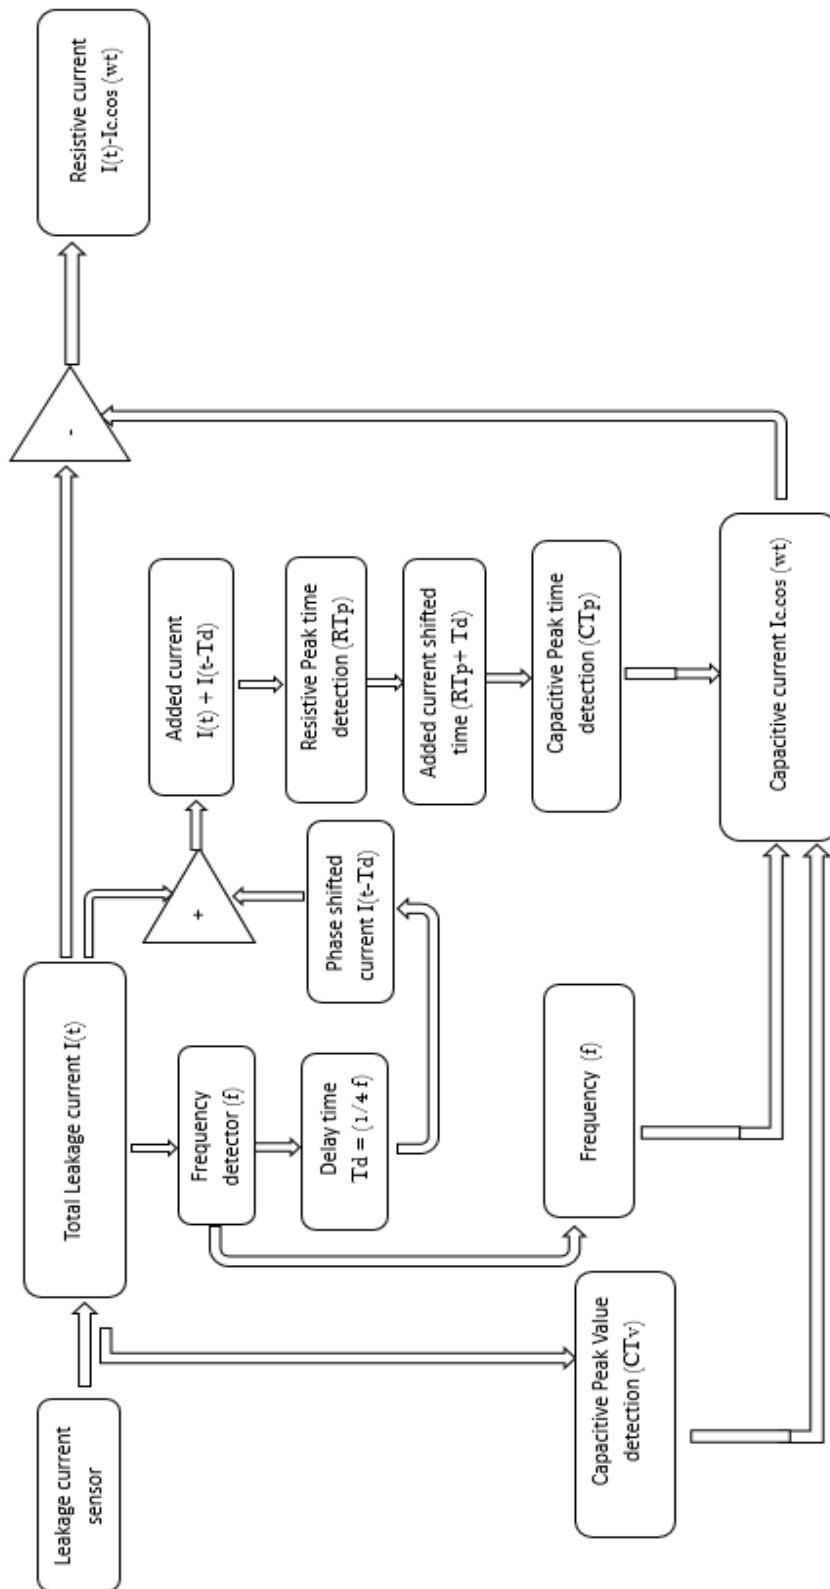 Leakage current
sensor
Total Leakage current I(t)
Frequency
detector (f)
Delay time
Td = (1/4 f)
Phase shifted
current I(t-Td)
+
Added current
I(t) + I(t-Td)
Resistive Peak time
detection (RTp)
Added current shifted
time (RTp+ Td)
Capacitive Peak time
detection (CTp)
Capacitive Peak Value
detection (CTv)
Frequency (f)
Capacitive current Ic.cos (wt)
-
Resistive current
I(t)-Ic.cos (wt)